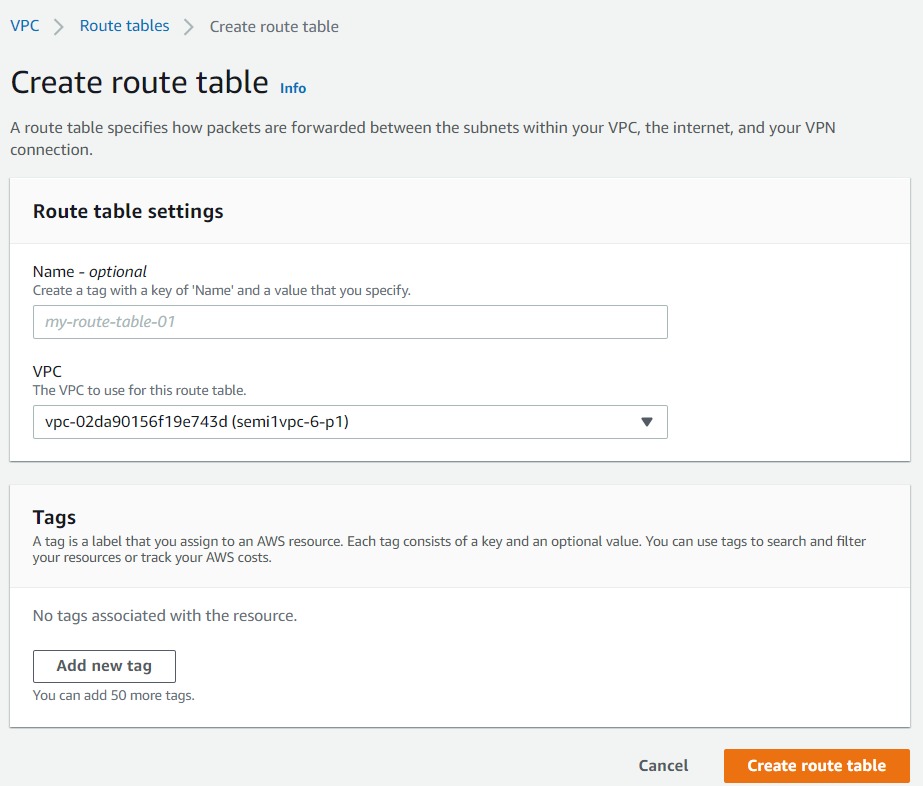 VPC > Route tables > Create route table
Create route table Info
A route table specifies how packets are forwarded between the subnets within your VPC, the internet, and your VPN
connection.
Route table settings
Name - optional
Create a tag with a key of 'Name' and a value that you specify.
my-route-table-01
VPC
The VPC to use for this route table.
vpc-02da90156f19e743d (semi1vpc-6-p1)
Tags
A tag is a label that you assign to an AWS resource. Each tag consists of a key and an optional value. You can use tags to search and filter
your resources or track your AWS costs.
No tags associated with the resource.
Add new tag
You can add 50 more tags.
Cancel Create route table